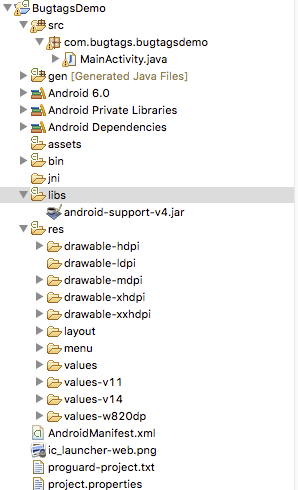 BugtagsDemo
src
com.bugtags.bugtagsdemo
MainActivity.java
gen [Generated Java Files]
Android 6.0
Android Private Libraries
Android Dependencies
assets
bin
jni
libs
android-support-v4.jar
res
drawable-hdpi
drawable-ldpi
drawable-mdpi
drawable-xhdpi
drawable-xxhdpi
layout
menu
values
values-v11
values-v14
values-w820dp
AndroidManifest.xml
ic_launcher-web.png
proguard-project.txt
project.properties